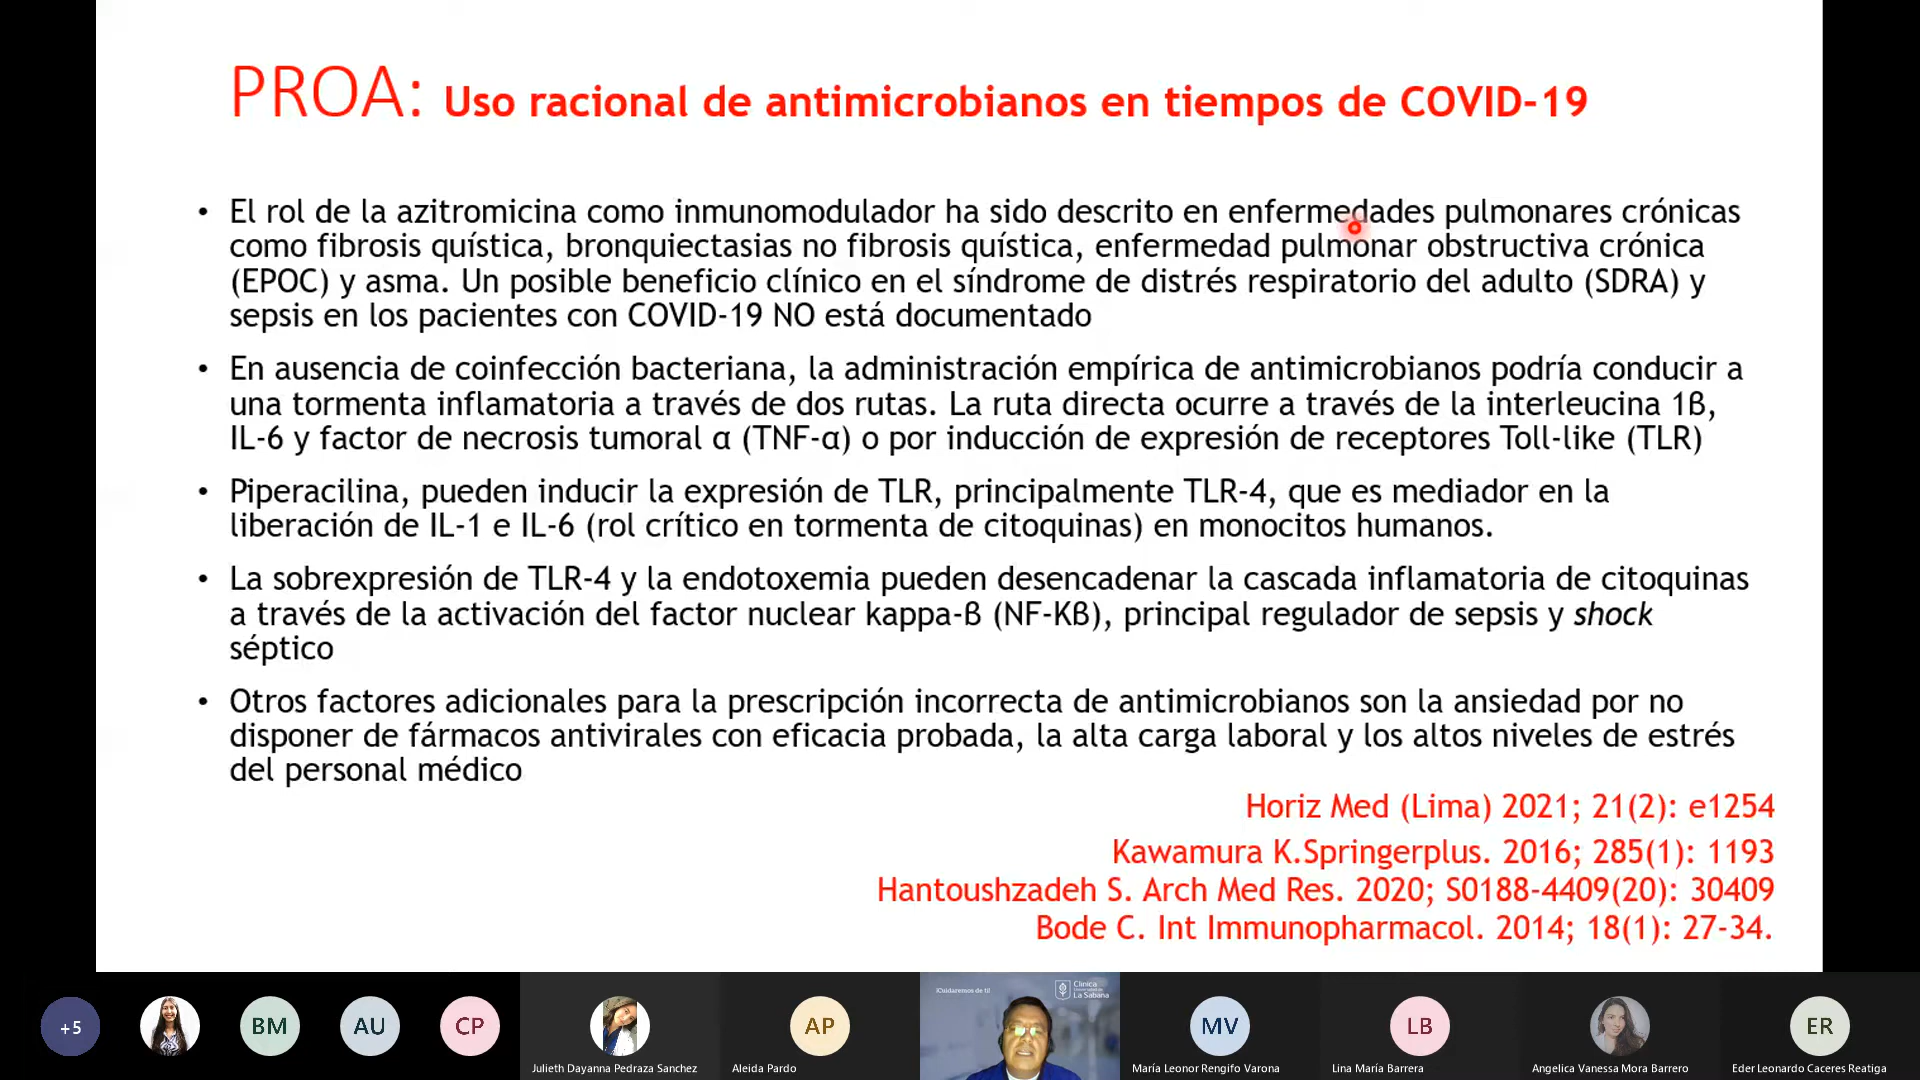 PROA: Uso racional de antimicrobianos en tiempos de COVID-19
• El rol de la azitromicina como inmunomodulador ha sido descrito en enfermedades pulmonares crónicas
como fibrosis quística, bronquiectasias no fibrosis quística, enfermedad pulmonar obstructiva crónica
(EPOC) y asma. Un posible beneficio clínico en el síndrome de distrés respiratorio del adulto (SDRA) y
sepsis en los pacientes con COVID-19 NO está documentado
• En ausencia de coinfección bacteriana, la administración empírica de antimicrobianos podría conducir a
una tormenta inflamatoria a través de dos rutas. La ruta directa ocurre a través de la interleucina 1ß,
IL-6 y factor de necrosis tumoral α (TNF-α) o por inducción de expresión de receptores Toll-like (TLR)
• Piperacilina, pueden inducir la expresión de TLR, principalmente TLR-4, que es mediador en la
liberación de IL-1 e IL-6 (rol crítico en tormenta de citoquinas) en monocitos humanos.
• La sobrexpresión de TLR-4 y la endotoxemia pueden desencadenar la cascada inflamatoria de citoquinas
a través de la activación del factor nuclear kappa-ß (NF-Kß), principal regulador de sepsis y shock
séptico
• Otros factores adicionales para la prescripción incorrecta de antimicrobianos son la ansiedad por no
disponer de fármacos antivirales con eficacia probada, la alta carga laboral y los altos niveles de estrés
del personal médico
Horiz Med (Lima) 2021; 21(2): e1254
Kawamura K.Springerplus. 2016; 285(1): 1193
Hantoushzadeh S. Arch Med Res. 2020; S0188-4409(20): 30409
Bode C. Int Immunopharmacol. 2014; 18(1): 27-34.
+5
BM
AU
CP
Julieth Dayanna Pedraza Sanchez
AP
Aleida Pardo
¡Cuidaremos de ti!
Clínica
La Sabana
MV
María Leonor Rengifo Varona
LB
Lina María Barrera
Angelica Vanessa Mora Barrero
ER
Eder Leonardo Caceres Reatiga